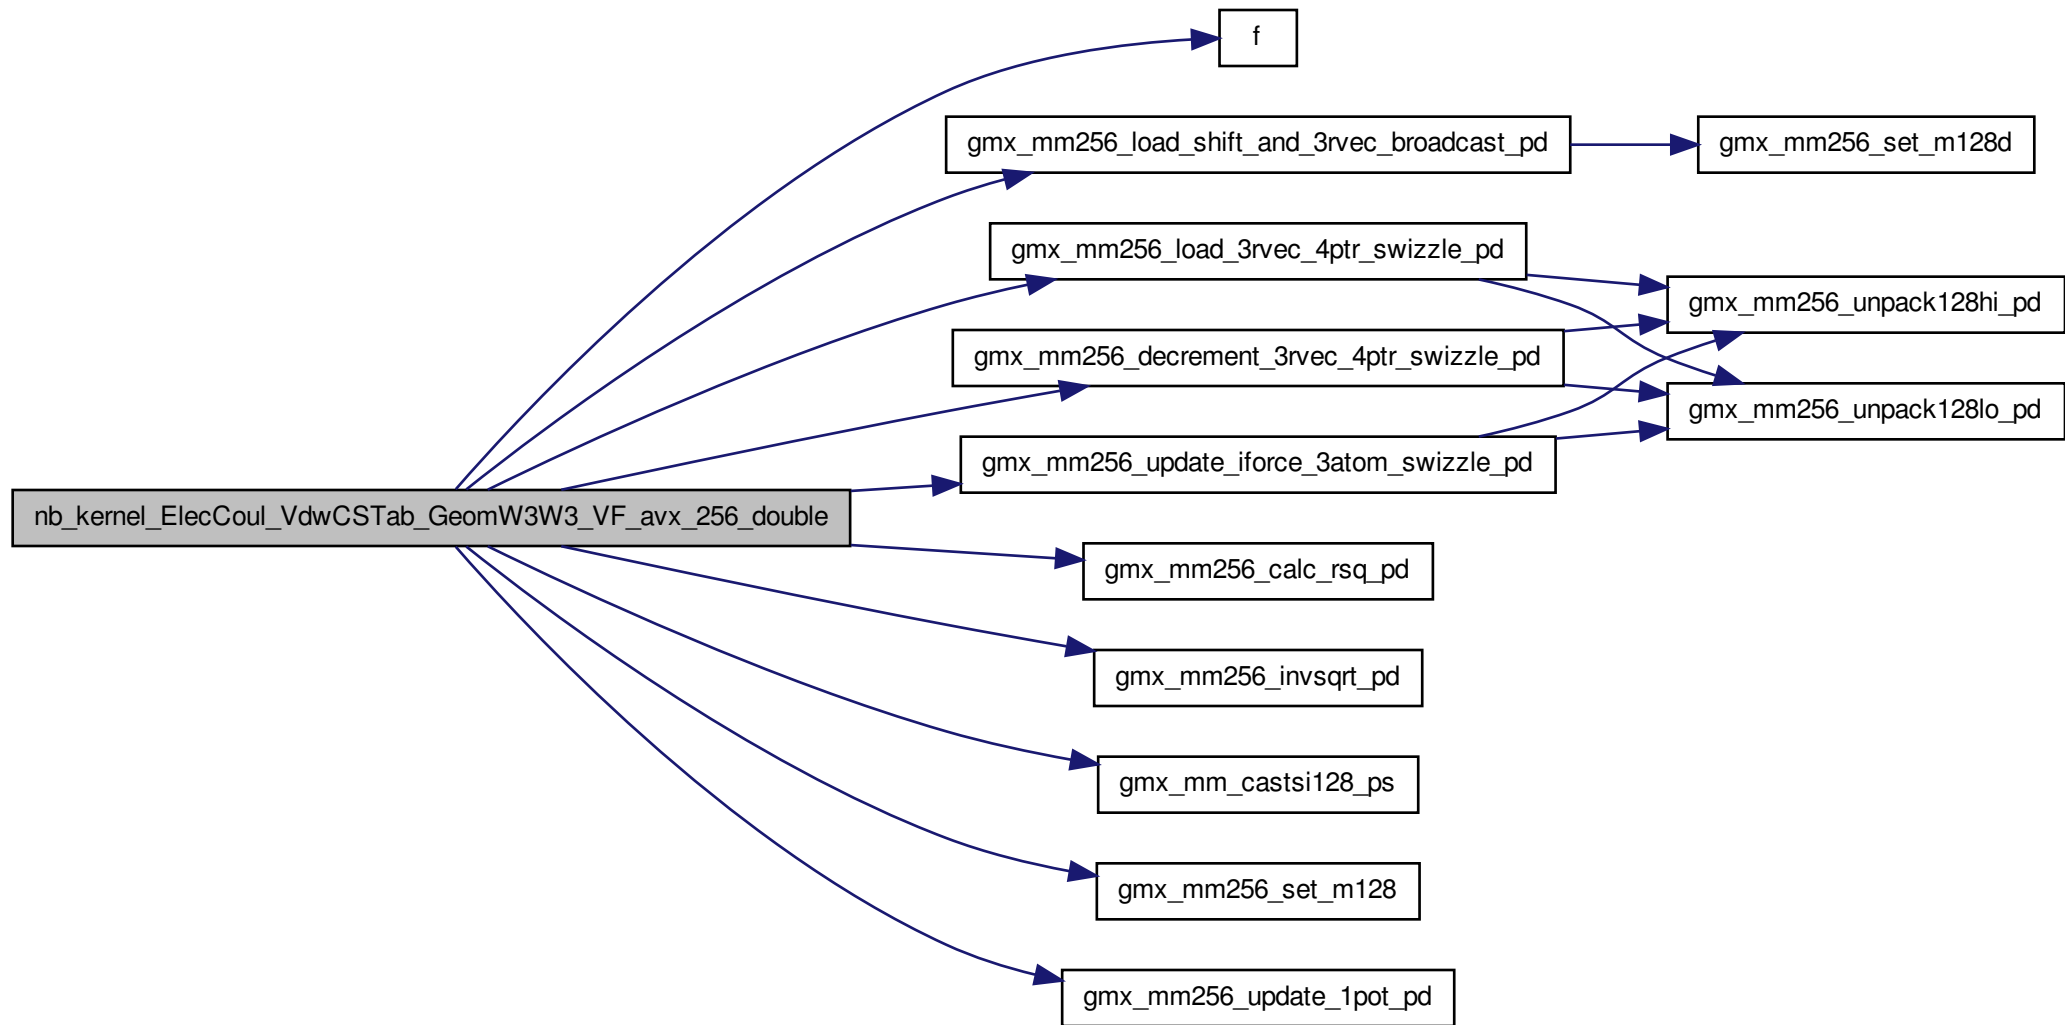 f
gmx_mm256_load_shift_and_3rvec_broadcast_pd
gmx_mm256_set_m128d
gmx_mm256_load_3rvec_4ptr_swizzle_pd
gmx_mm256_unpack128hi_pd
gmx_mm256_decrement_3rvec_4ptr_swizzle_pd
gmx_mm256_unpack128lo_pd
gmx_mm256_update_iforce_3atom_swizzle_pd
nb_kernel_ElecCoul_VdwCSTab_GeomW3W3_VF_avx_256_double
gmx_mm256_calc_rsq_pd
gmx_mm256_invsqrt_pd
gmx_mm_castsi128_ps
gmx_mm256_set_m128
gmx_mm256_update_1pot_pd